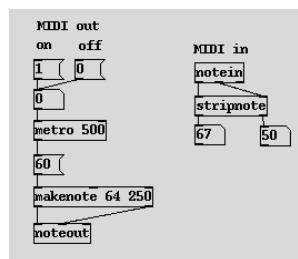 MIDI out
on off
1 0
0
metro 500
60
makenote 64 250
noteout
MIDI in
notein
stripnote
67 50